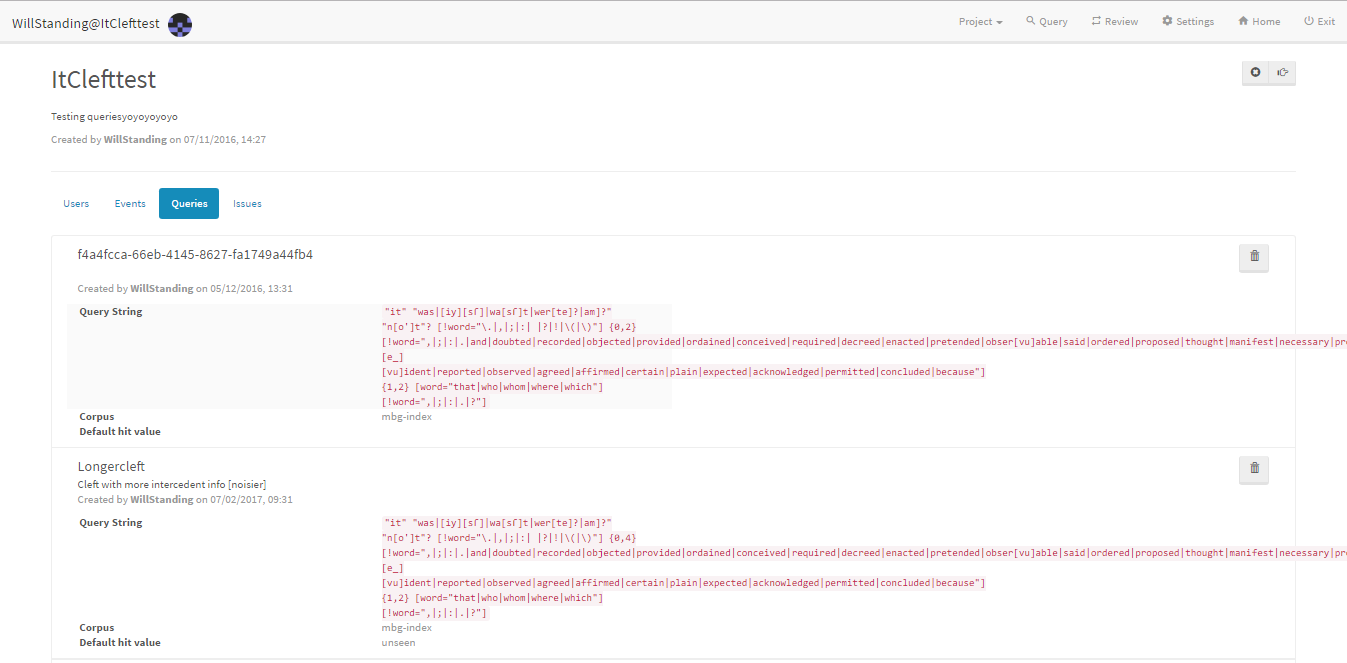 WillStanding@ItClefttest
Project Query Review Settings Home Exit
ItClefttest
Testing queriesyoyoyoyoyo
Created by WillStanding on 07/11/2016, 14:27
Users Events Queries Issues
f4a4fcca-66eb-4145-8627-fa1749a44fb4
Created by WillStanding on 05/12/2016, 13:31
Query String "it" "was|[iy][sſ]|wa[sſ]t|wer[te]?|am]?"
"n[o']t"? [!word="\.|,|;|:| |?|!|\(|\)"] {0,2}
[!word=",|;|:|.|and|doubted|recorded|objected|provided|ordained|conceived|required|decreed|enacted|pretended|obser[vu]able|said|ordered|proposed|thought|manifest|necessary|pr
[e_]
[vu]ident|reported|observed|agreed|affirmed|certain|plain|expected|acknowledged|permitted|concluded|because"]
{1,2} [word="that|who|whom|where|which"]
[!word=",|;|:|.|?"]
Corpus mbg-index
Default hit value
Longercleft
Cleft with more intercedent info [noisier]
Created by WillStanding on 07/02/2017, 09:31
Query String "it" "was|[iy][sſ]|wa[sſ]t|wer[te]?|am]?"
"n[o']t"? [!word="\.|,|;|:| |?|!|\(|\)"] {0,4}
[!word=",|;|:|.|and|doubted|recorded|objected|provided|ordained|conceived|required|decreed|enacted|pretended|obser[vu]able|said|ordered|proposed|thought|manifest|necessary|pr
[e_]
[vu]ident|reported|observed|agreed|affirmed|certain|plain|expected|acknowledged|permitted|concluded|because"]
{1,2} [word="that|who|whom|where|which"]
[!word=",|;|:|.|?"]
Corpus mbg-index
Default hit value unseen